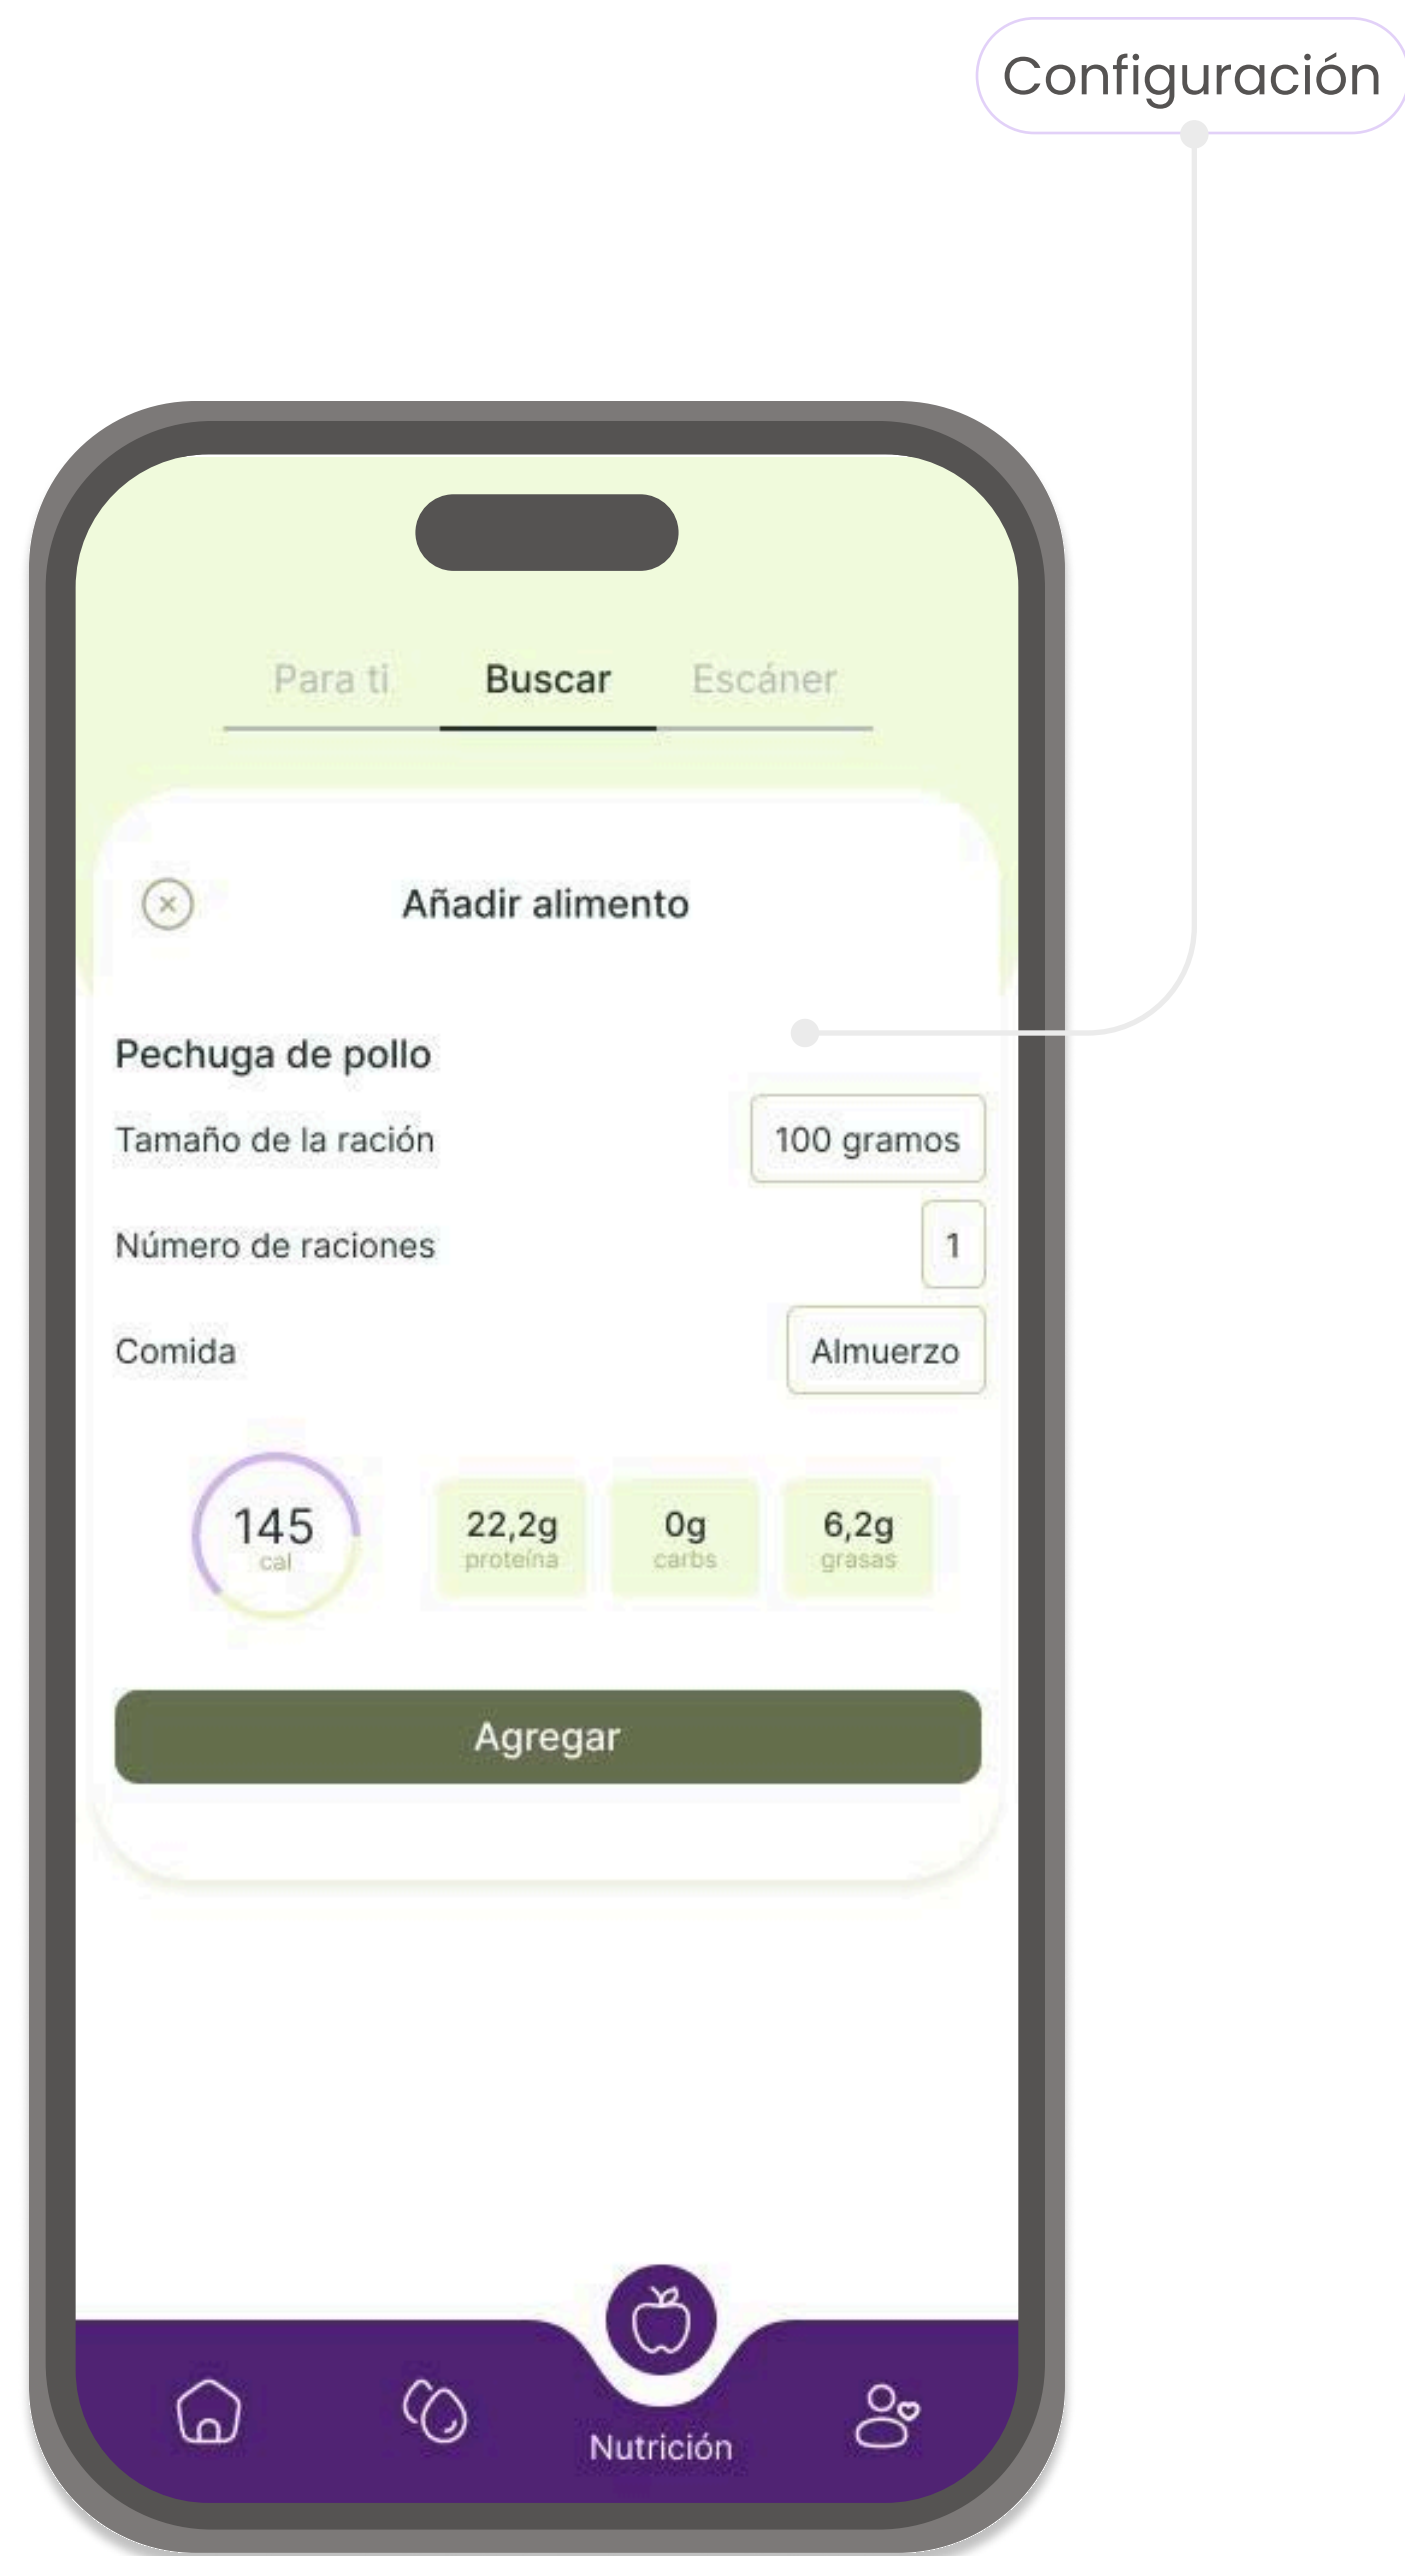 Configuración
Para ti Buscar Escáner
Añadir alimento
Pechuga de pollo
Tamaño de la ración 100 gramos
Número de raciones 1
Comida Almuerzo
145 22,2g 0g 6,2g
cal proteína carbs grasas
Agregar
Nutrición